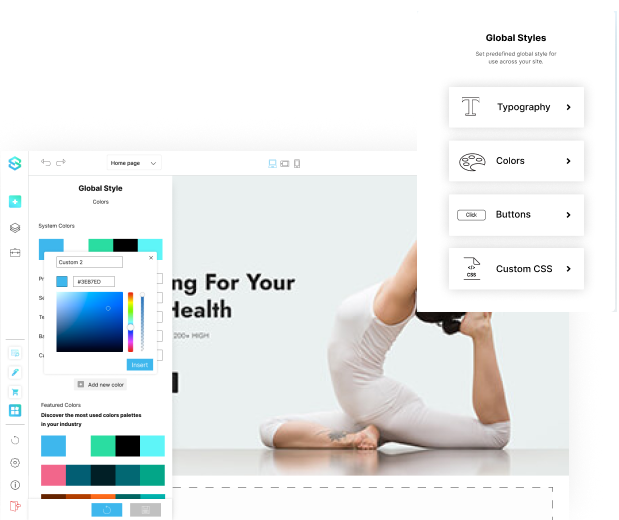 Global Styles
Set predefined global style for
use across your site.
Typography
Colors
Click
Buttons
</>
CSS
Custom CSS
Home page
Global Style
Colors
System Colors
Custom 2
#3EB7ED
Insert
Add new color
Featured Colors
Discover the most used colors palettes
in your industry
ng For Your
Health
200+ HIGH